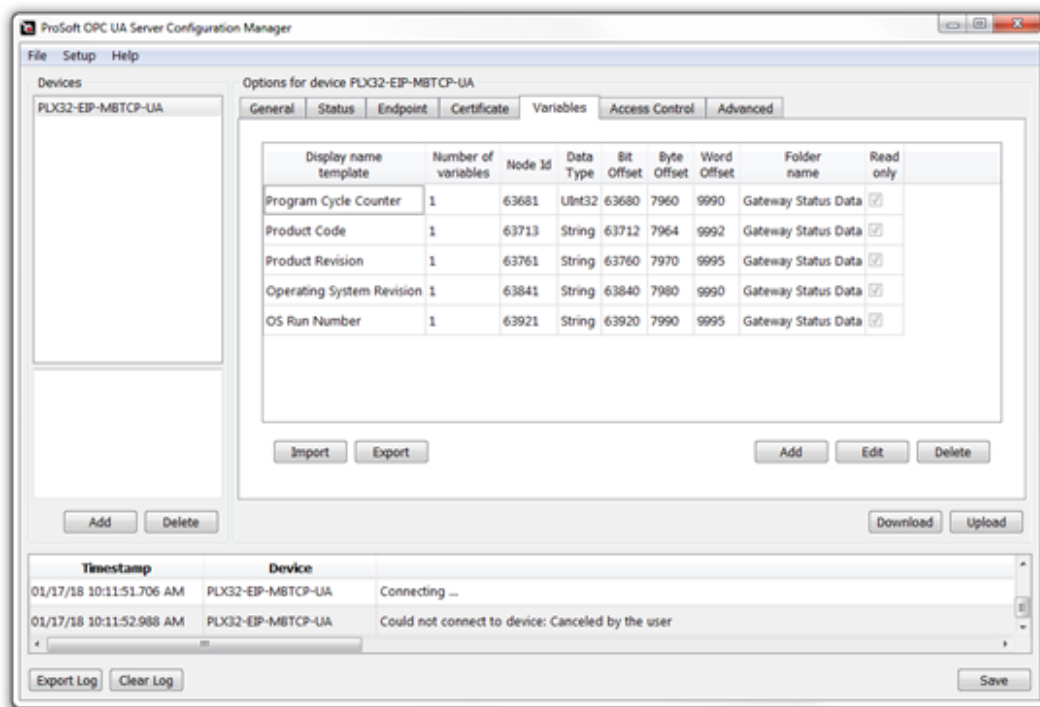 ProSoft OPC UA Server Configuration Manager
File Setup Help
Devices
PLX32-EIP-MBTCP-UA
Options for device PLX32-EIP-MBTCP-UA
General Status Endpoint Certificate Variables Access Control Advanced
Display name template Number of variables Node Id Data Type Bit Offset Byte Offset Word Offset Folder name Read only
Program Cycle Counter 1 63681 UInt32 63680 7960 9990 Gateway Status Data
Product Code 1 63713 String 63712 7964 9992 Gateway Status Data
Product Revision 1 63761 String 63760 7970 9995 Gateway Status Data
Operating System Revision 1 63841 String 63840 7980 9990 Gateway Status Data
OS Run Number 1 63921 String 63920 7990 9995 Gateway Status Data
Import Export Add Edit Delete
Add Delete
Download Upload
Timestamp Device
01/17/18 10:11:51.706 AM PLX32-EIP-MBTCP-UA Connecting ...
01/17/18 10:11:52.988 AM PLX32-EIP-MBTCP-UA Could not connect to device: Canceled by the user
Export Log Clear Log Save